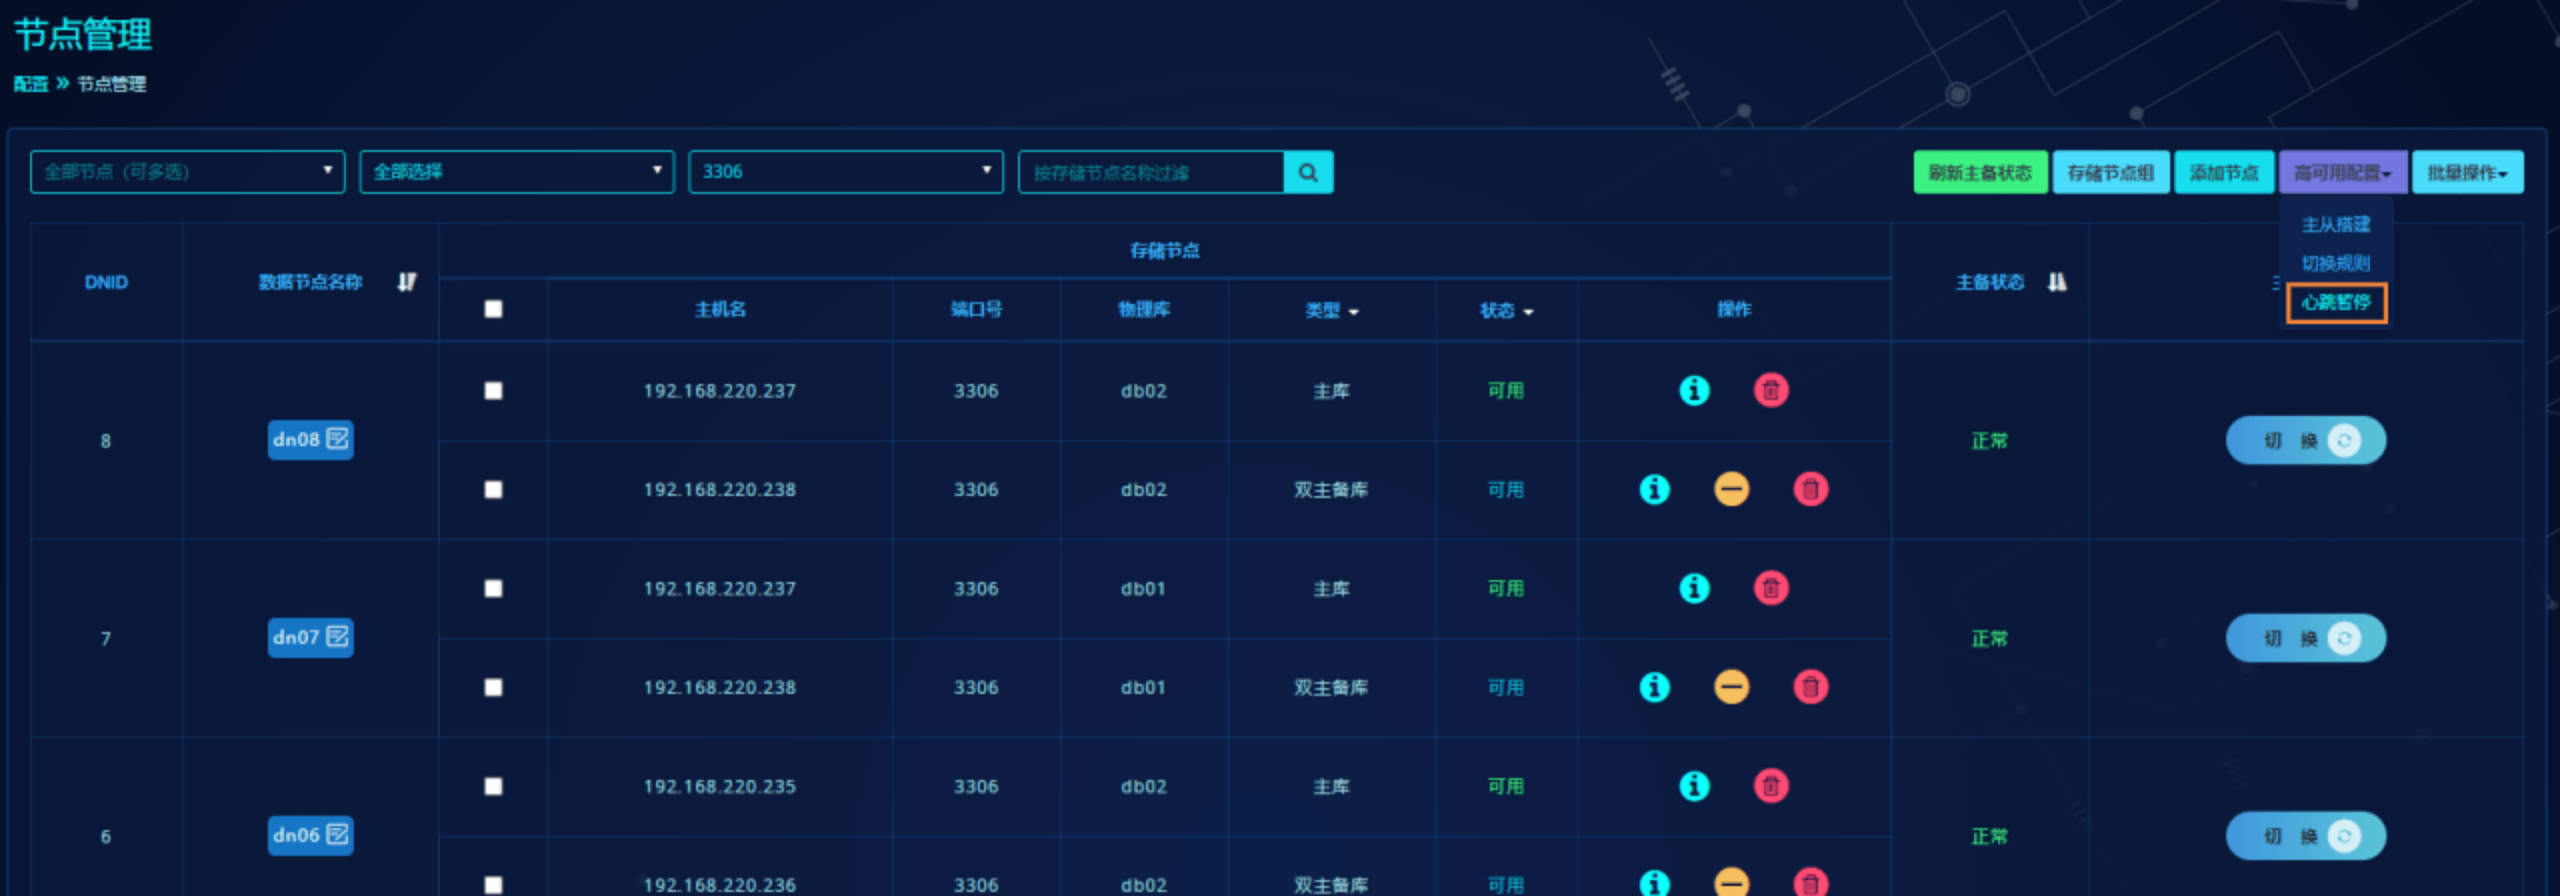 节点管理
配置 » 节点管理
全部节点（可多选） 全部选择 3306 按存储节点名称过滤 刷新主备状态 存储节点组 添加节点 高可用配置 批量操作
主从搭建
切换规则
心跳暂停
存储节点
DNID 数据节点名称 主备状态
主机名 端口号 物理库 类型 状态 操作
192.168.220.237 3306 db02 主库 可用
8 dn08 正常 切 换
192.168.220.238 3306 db02 双主备库 可用
192.168.220.237 3306 db01 主库 可用
7 dn07 正常 切 换
192.168.220.238 3306 db01 双主备库 可用
192.168.220.235 3306 db02 主库 可用
6 dn06 正常 切 换
192.168.220.236 3306 db02 双主备库 可用